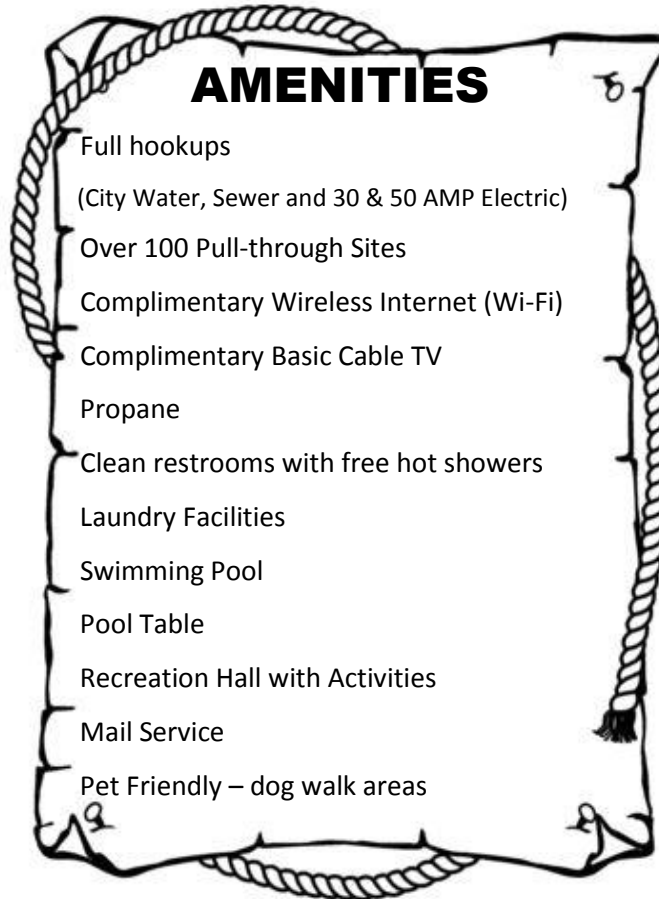 AMENITIES
Full hookups
(City Water, Sewer and 30 & 50 AMP Electric)
Over 100 Pull-through Sites
Complimentary Wireless Internet (Wi-Fi)
Complimentary Basic Cable TV
Propane
Clean restrooms with free hot showers
Laundry Facilities
Swimming Pool
Pool Table
Recreation Hall with Activities
Mail Service
Pet Friendly – dog walk areas